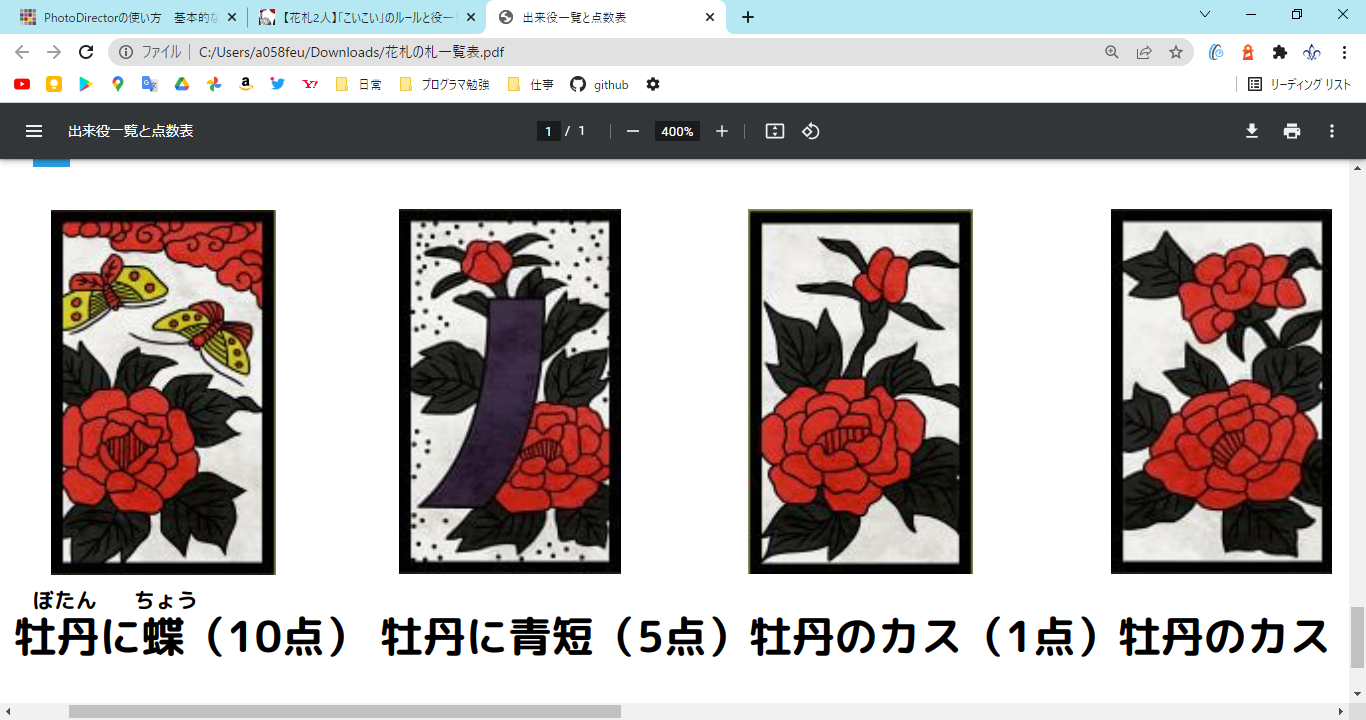 PhotoDirectorの使い方　基本的な
【花札2人】「こいこい」のルールと役一
出来役一覧と点数表
ファイル | C:/Users/a058feu/Downloads/花札の札一覧表.pdf
日常 プログラマ勉強 仕事 github リーディング リスト
出来役一覧と点数表 1 / 1 400%
ぼたん ちょう
牡丹に蝶（10点） 牡丹に青短（5点）牡丹のカス（1点）牡丹のカス